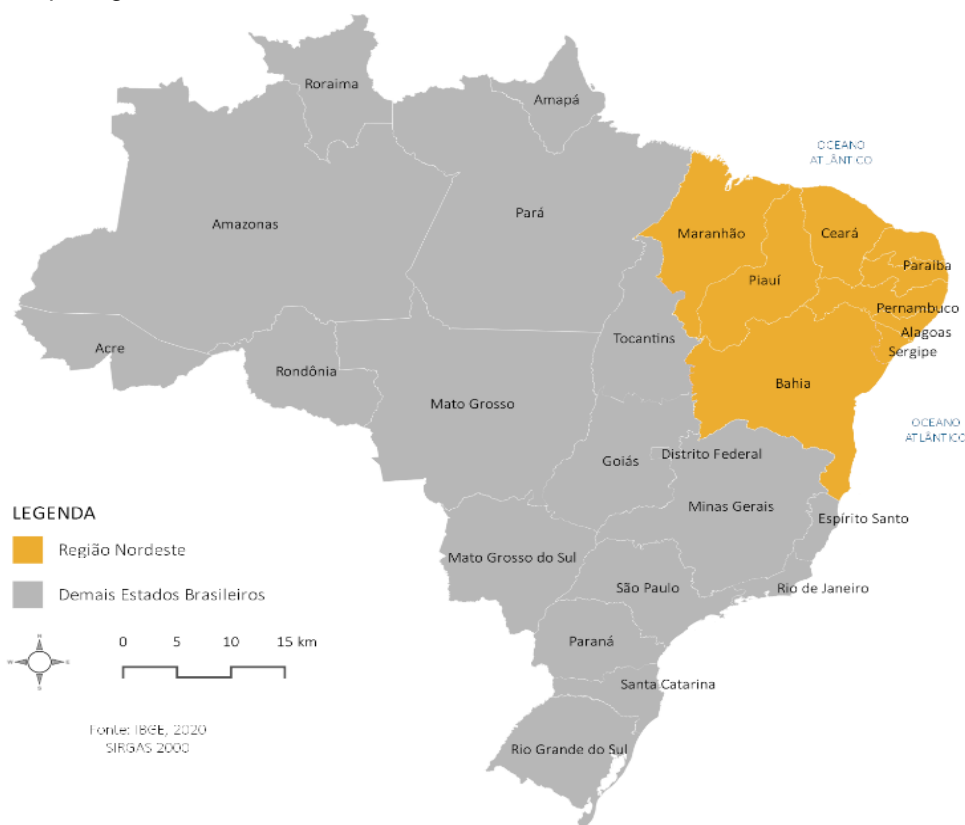 Roraima
Amapá
OCEANO
ATLÂNTICO
Amazonas
Pará
Maranhão
Ceará
Paraiba
Piauí
Pernambuco
Alagoas
Sergipe
Tocantins
Acre
Rondônia
Mato Grosso
Bahia
OCEANO
ATLÂNTICO
Goiás
Distrito Federal
Minas Gerais
Espírito Santo
Mato Grosso do Sul
São Paulo
Rio de Janeiro
Paraná
Santa Catarina
Rio Grande do Sul
LEGENDA
Região Nordeste
Demais Estados Brasileiros
0 5 10 15 km
N
W
E
S
Fonte: IBGE, 2020
SIRGAS 2000